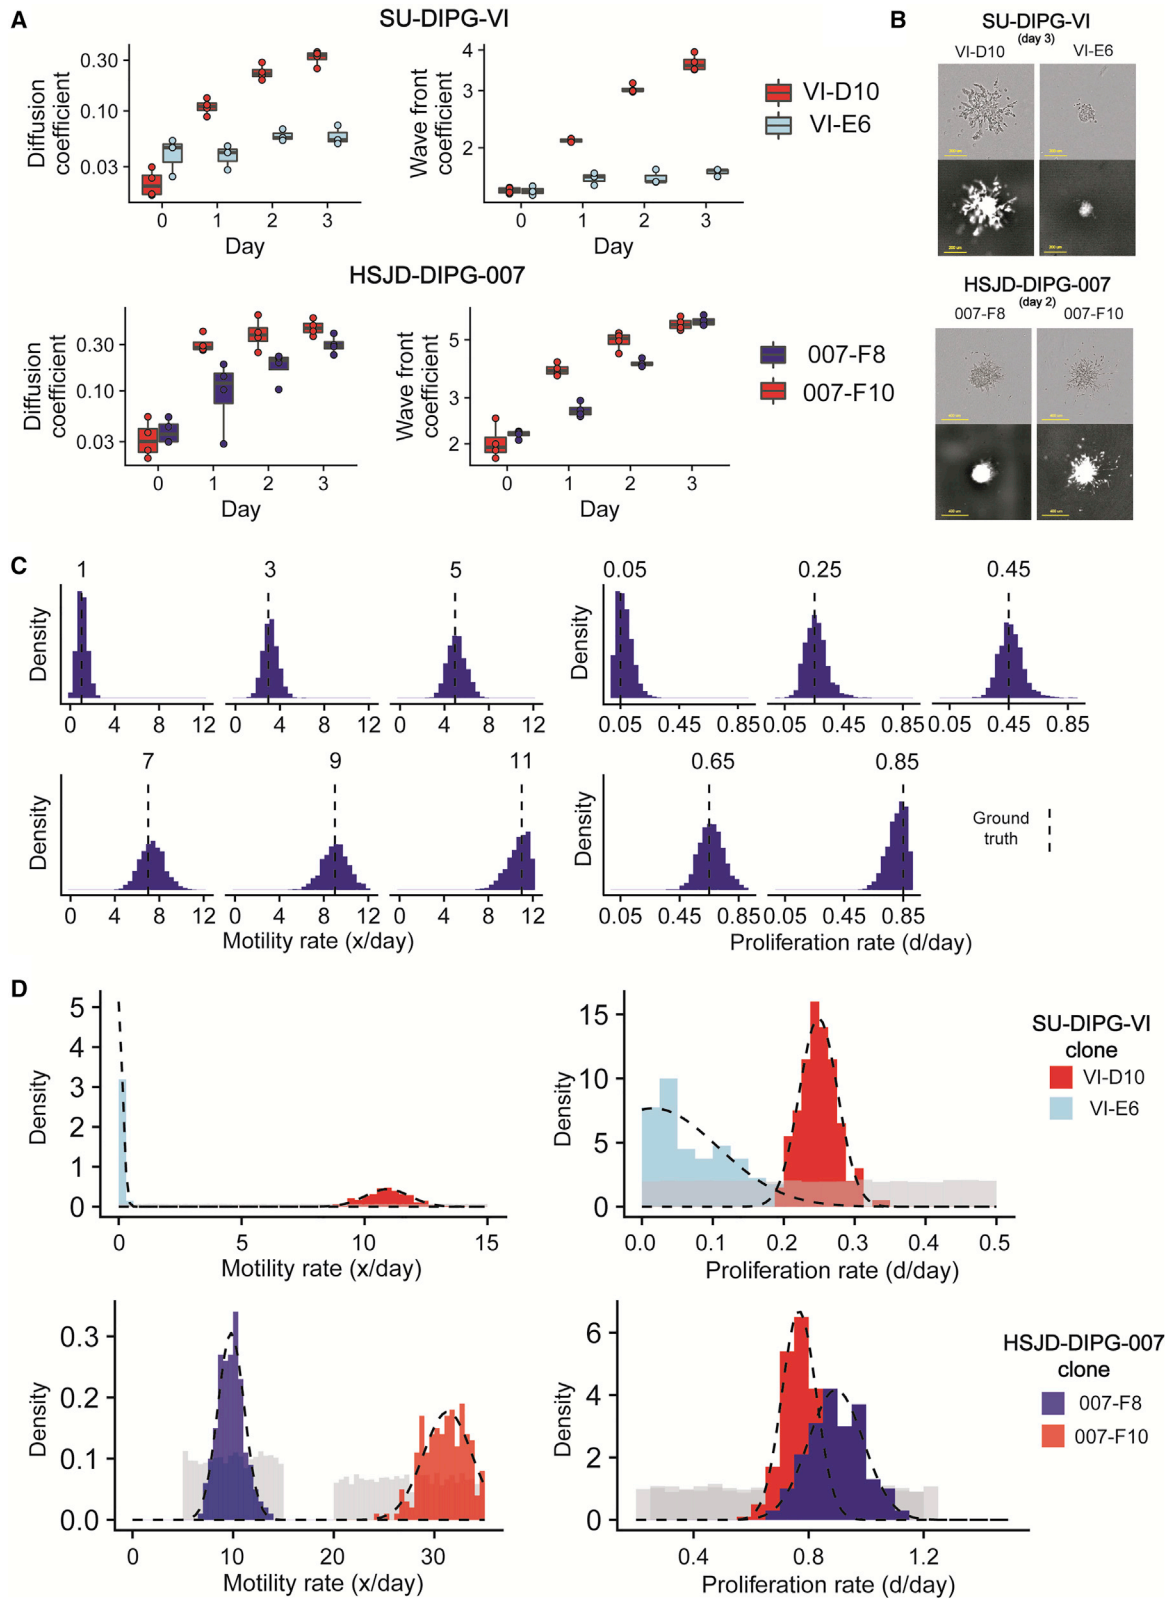 A
SU-DIPG-VI
Diffusion
coefficient
0.30
0.10
0.03
0 1 2 3
Day
Wave front
coefficient
4
3
2
0 1 2 3
Day
VI-D10
VI-E6
HSJD-DIPG-007
Diffusion
coefficient
0.30
0.10
0.03
0 1 2 3
Day
Wave front
coefficient
5
3
2
0 1 2 3
Day
007-F8
007-F10
B
SU-DIPG-VI
(day 3)
VI-D10 VI-E6
HSJD-DIPG-007
(day 2)
007-F8 007-F10
C
1 3 5
Density
0 4 8 12 0 4 8 12 0 4 8 12
7 9 11
Density
0 4 8 12 0 4 8 12 0 4 8 12
Motility rate (x/day)
0.05 0.25 0.45
Density
0.05 0.45 0.85 0.05 0.45 0.85 0.05 0.45 0.85
0.65 0.85
Density
0.05 0.45 0.85 0.05 0.45 0.85
Proliferation rate (d/day)
Ground
truth
D
Density
5
4
3
2
1
0
0 5 10 15
Motility rate (x/day)
Density
15
10
5
0
0.0 0.1 0.2 0.3 0.4 0.5
Proliferation rate (d/day)
SU-DIPG-VI
clone
VI-D10
VI-E6
Density
0.3
0.2
0.1
0.0
0 10 20 30
Motility rate (x/day)
Density
6
4
2
0
0.4 0.8 1.2
Proliferation rate (d/day)
HSJD-DIPG-007
clone
007-F8
007-F10